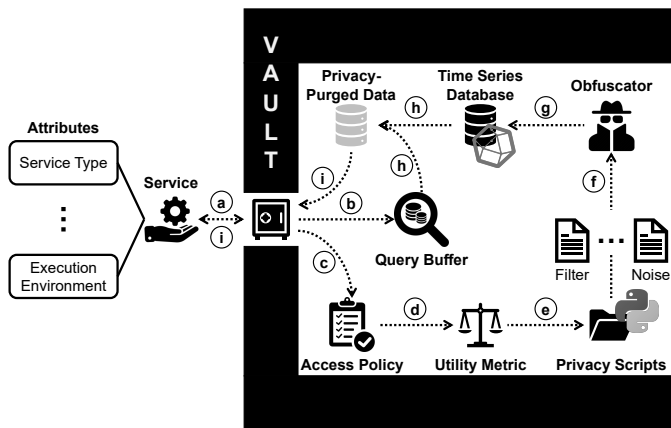 VAULT
Privacy-
Purged Data
Time Series
Database
Obfuscator
h
g
Attributes
Service Type
⋮
Execution
Environment
Service
a
i
i
h
b
f
Query Buffer
c
Filter
...
Noise
d
e
Access Policy
Utility Metric
Privacy Scripts